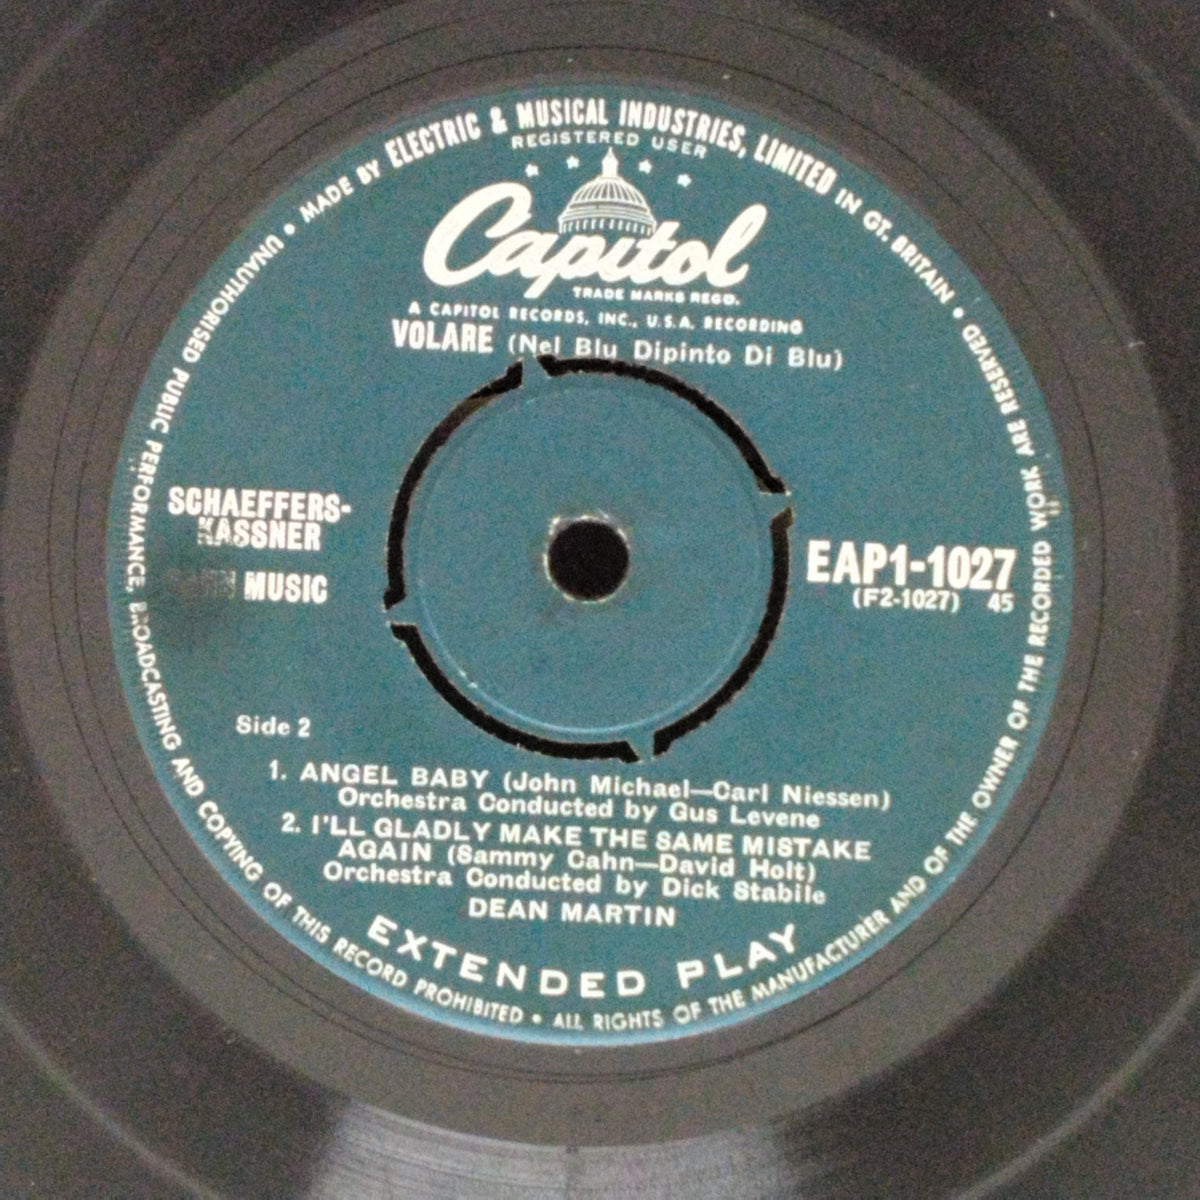 MADE BY ELECTRIC & MUSICAL INDUSTRIES, LIMITED IN GT. BRITAIN •
REGISTERED USER
Capitol
TRADE MARKS REGD.
A CAPITOL RECORDS, INC., U.S.A. RECORDING
VOLARE (Nel Blu Dipinto Di Blu)
SCHAEFFERS-
KASSNER
MUSIC
EAP1-1027
(F2-1027) 45
Side 2
1. ANGEL BABY (John Michael—Carl Niessen)
Orchestra Conducted by Gus Levene
2. I'LL GLADLY MAKE THE SAME MISTAKE
AGAIN (Sammy Cahn—David Holt)
Orchestra Conducted by Dick Stabile
DEAN MARTIN
EXTENDED PLAY
ALL RIGHTS OF THE MANUFACTURER AND OF THE OWNER OF THE RECORDED WORK ARE RESERVED •
UNAUTHORISED PUBLIC PERFORMANCE, BROADCASTING AND COPYING OF THIS RECORD PROHIBITED •